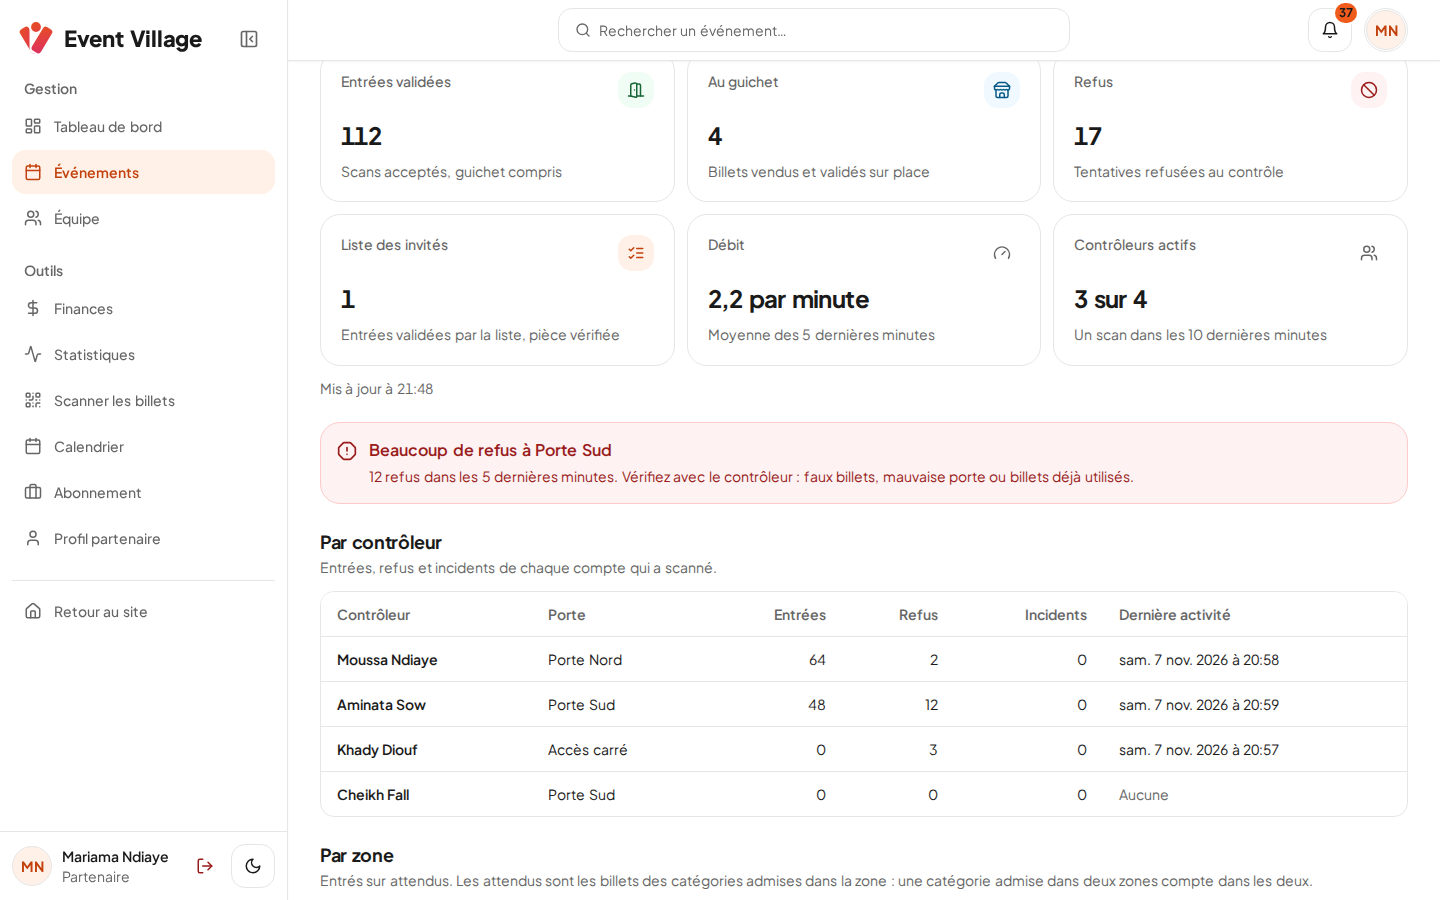 Event Village
Rechercher un événement…
37
MN
Gestion
Tableau de bord
Événements
Équipe
Outils
Finances
Statistiques
Scanner les billets
Calendrier
Abonnement
Profil partenaire
Retour au site
MN
Mariama Ndiaye
Partenaire
Entrées validées
112
Scans acceptés, guichet compris
Au guichet
4
Billets vendus et validés sur place
Refus
17
Tentatives refusées au contrôle
Liste des invités
1
Entrées validées par la liste, pièce vérifiée
Débit
2,2 par minute
Moyenne des 5 dernières minutes
Contrôleurs actifs
3 sur 4
Un scan dans les 10 dernières minutes
Mis à jour à 21:48
Beaucoup de refus à Porte Sud
12 refus dans les 5 dernières minutes. Vérifiez avec le contrôleur : faux billets, mauvaise porte ou billets déjà utilisés.
Par contrôleur
Entrées, refus et incidents de chaque compte qui a scanné.
Contrôleur Porte Entrées Refus Incidents Dernière activité
Moussa Ndiaye Porte Nord 64 2 0 sam. 7 nov. 2026 à 20:58
Aminata Sow Porte Sud 48 12 0 sam. 7 nov. 2026 à 20:59
Khady Diouf Accès carré 0 3 0 sam. 7 nov. 2026 à 20:57
Cheikh Fall Porte Sud 0 0 0 Aucune
Par zone
Entrés sur attendus. Les attendus sont les billets des catégories admises dans la zone : une catégorie admise dans deux zones compte dans les deux.